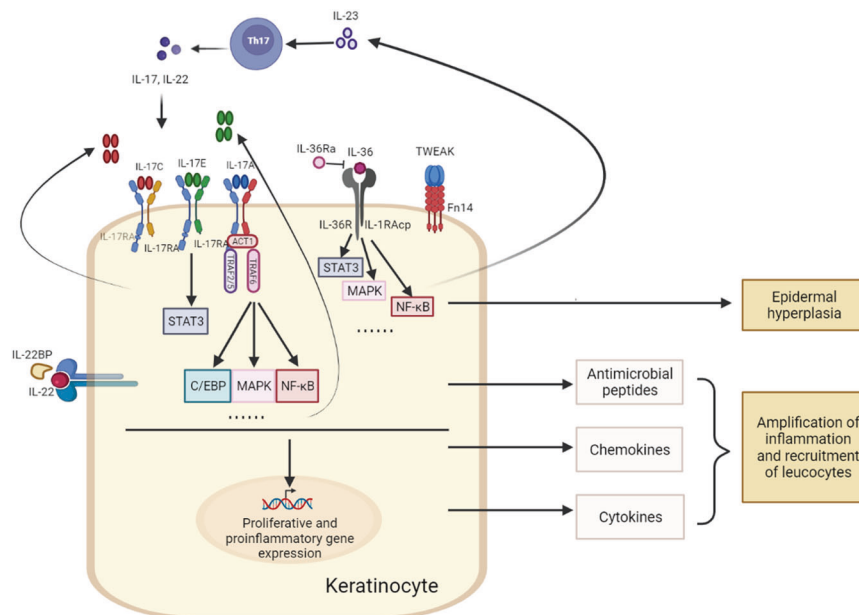 IL-23
Th17
IL-17, IL-22
IL-17C
IL-17E
IL-17A
IL-36Ra
IL-36
TWEAK
Fn14
IL-17RA
IL-17RA
IL-17RA
ACT1
TRAF2/5
TRAF6
IL-36R
IL-1RAcp
STAT3
MAPK
NF-κB
......
STAT3
Epidermal
hyperplasia
IL-22BP
IL-22
C/EBP
MAPK
NF-κB
......
Antimicrobial
peptides
Chemokines
Cytokines
Amplification of
inflammation
and recruitment
of leucocytes
Proliferative and
proinflammatory gene
expression
Keratinocyte